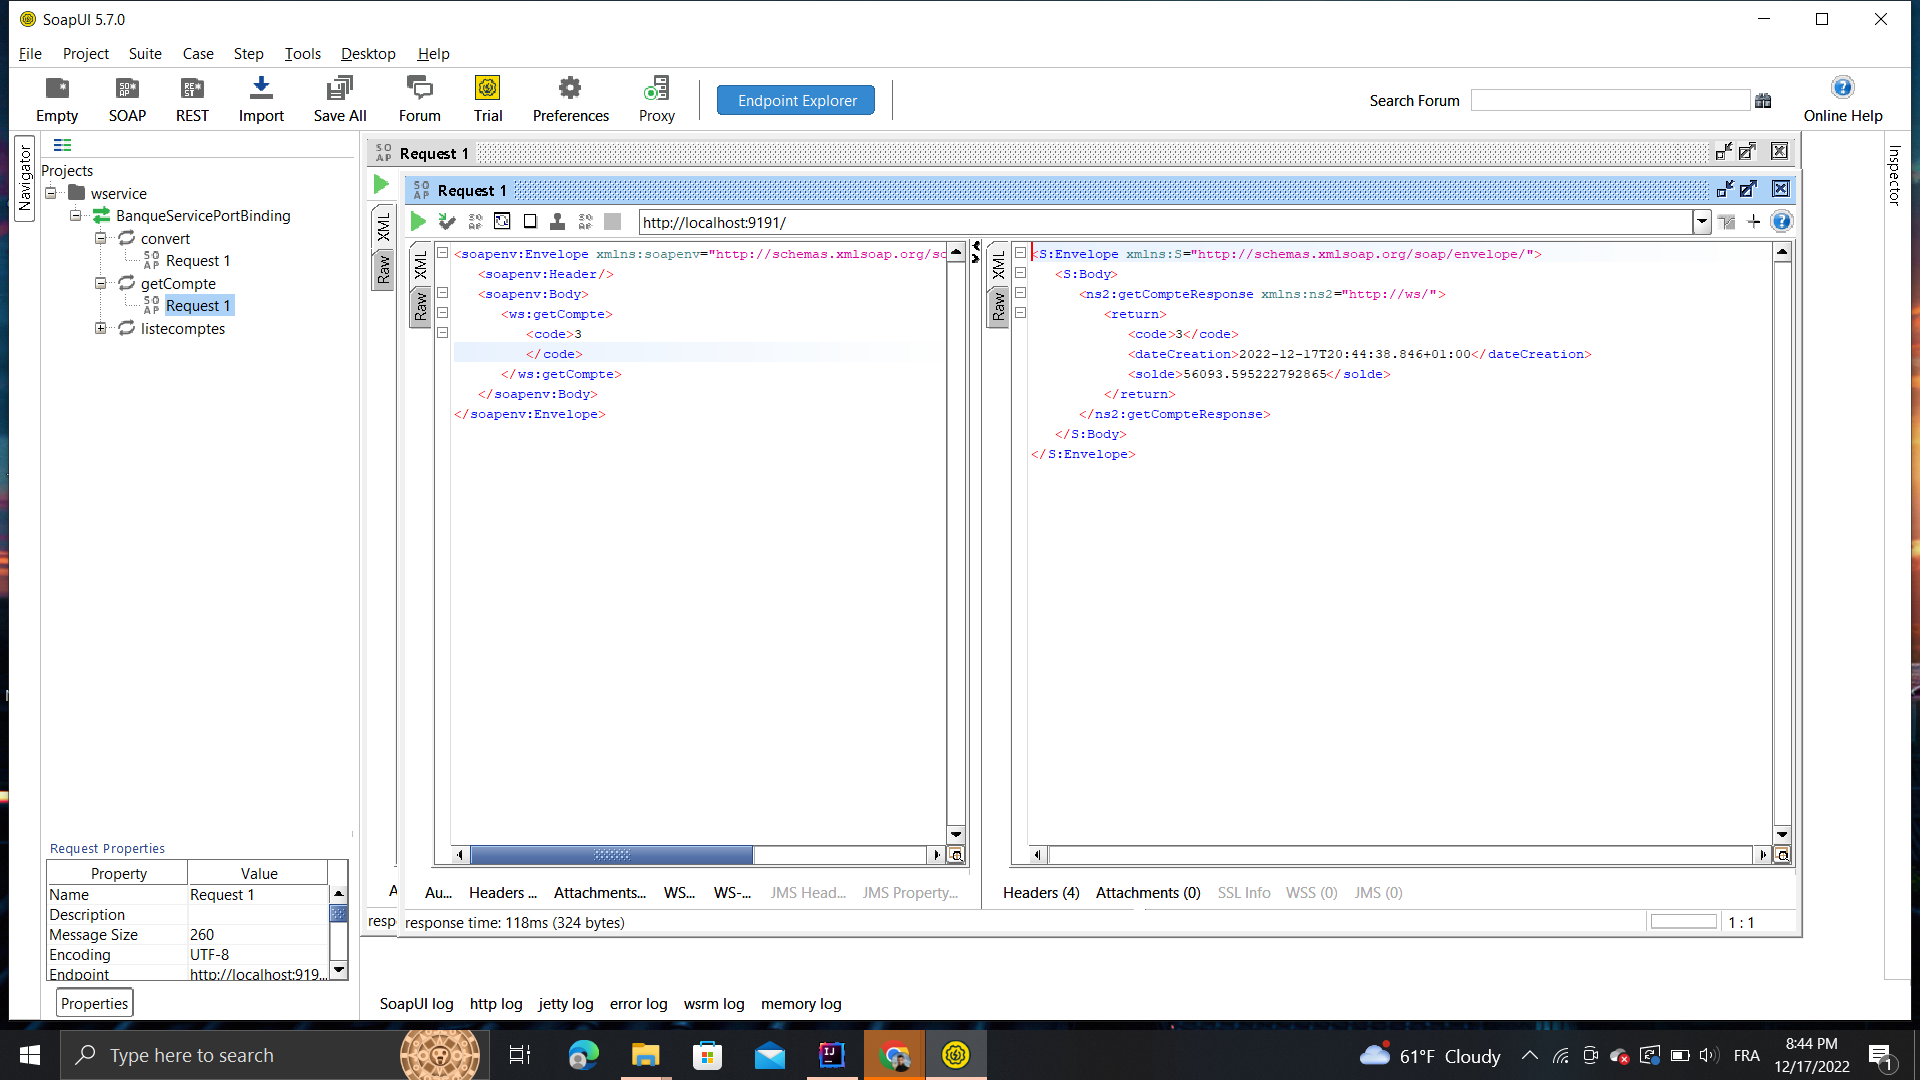 SoapUI 5.7.0
File Project Suite Case Step Tools Desktop Help
Empty SOAP REST Import Save All Forum Trial Preferences Proxy
Endpoint Explorer
Search Forum
Online Help
Navigator
Projects
wservice
BanqueServicePortBinding
convert
Request 1
getCompte
Request 1
listecomptes
Request Properties
Property Value
Name Request 1
Description
Message Size 260
Encoding UTF-8
Endpoint http://localhost:919...
Properties
Request 1
XML
Raw
Request 1
http://localhost:9191/
XML
Raw
<soapenv:Envelope xmlns:soapenv="http://schemas.xmlsoap.org/so
<soapenv:Header/>
<soapenv:Body>
<ws:getCompte>
<code>3
</code>
</ws:getCompte>
</soapenv:Body>
</soapenv:Envelope>
XML
Raw
<S:Envelope xmlns:S="http://schemas.xmlsoap.org/soap/envelope/">
<S:Body>
<ns2:getCompteResponse xmlns:ns2="http://ws/">
<return>
<code>3</code>
<dateCreation>2022-12-17T20:44:38.846+01:00</dateCreation>
<solde>56093.595222792865</solde>
</return>
</ns2:getCompteResponse>
</S:Body>
</S:Envelope>
A
Au... Headers ... Attachments... WS... WS-... JMS Head... JMS Property...
Headers (4) Attachments (0) SSL Info WSS (0) JMS (0)
resp
response time: 118ms (324 bytes)
1 : 1
Inspector
SoapUI log http log jetty log error log wsrm log memory log
Type here to search
61°F Cloudy
FRA
8:44 PM
12/17/2022
1